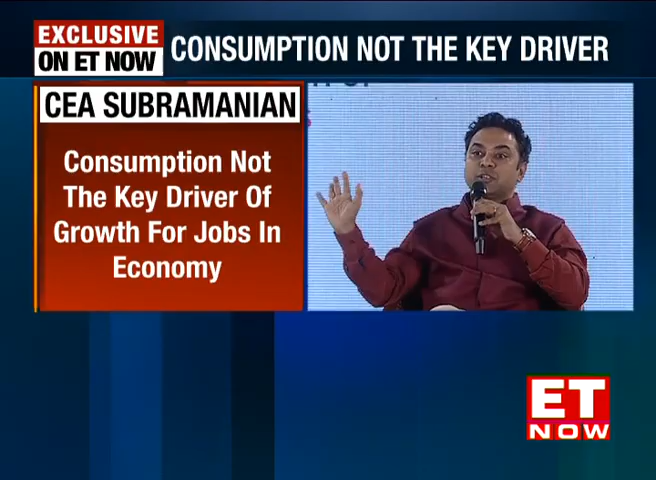 EXCLUSIVE
ON ET NOW
CONSUMPTION NOT THE KEY DRIVER
CEA SUBRAMANIAN
Consumption Not
The Key Driver Of
Growth For Jobs In
Economy
ET
NOW